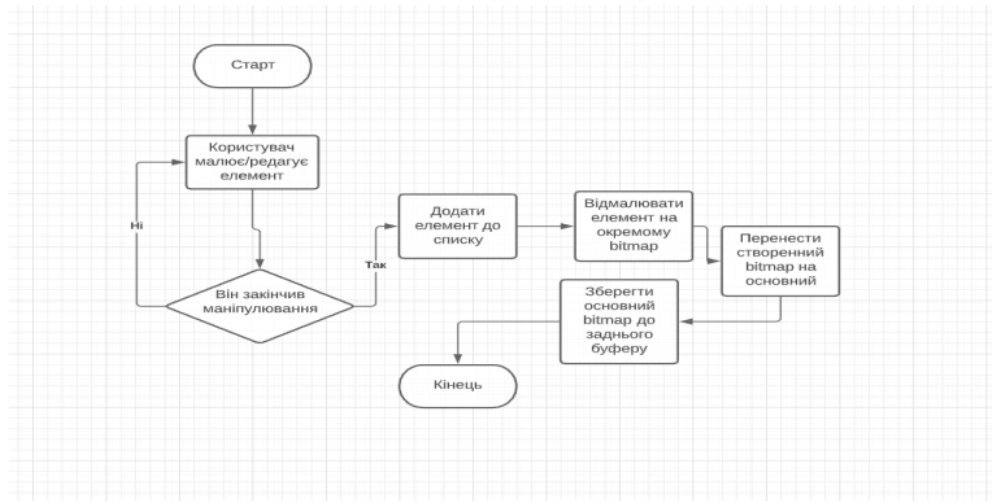 Старт
Користувач
малює/редагує
елемент
Ні
Він закінчив
маніпулювання
Так
Додати
елемент до
списку
Відмалювати
елемент на
окремому
bitmap
Перенести
створенний
bitmap на
основний
Зберегти
основний
bitmap до
заднього
буферу
Кінець